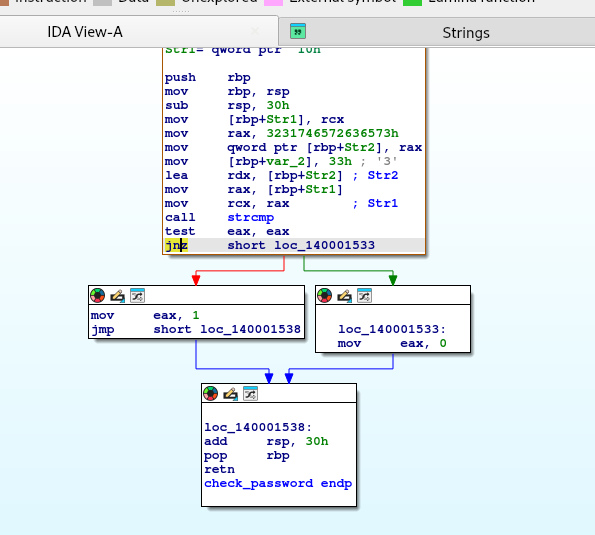 Instruction Data Unexplored External symbol Lumina function
IDA View-A
Strings
Str1= qword ptr 10h
push rbp
mov rbp, rsp
sub rsp, 30h
mov [rbp+Str1], rcx
mov rax, 3231746572636573h
mov qword ptr [rbp+Str2], rax
mov [rbp+var_2], 33h ; '3'
lea rdx, [rbp+Str2] ; Str2
mov rax, [rbp+Str1]
mov rcx, rax ; Str1
call strcmp
test eax, eax
jnz short loc_140001533
mov eax, 1
jmp short loc_140001538
loc_140001533:
mov eax, 0
loc_140001538:
add rsp, 30h
pop rbp
retn
check_password endp